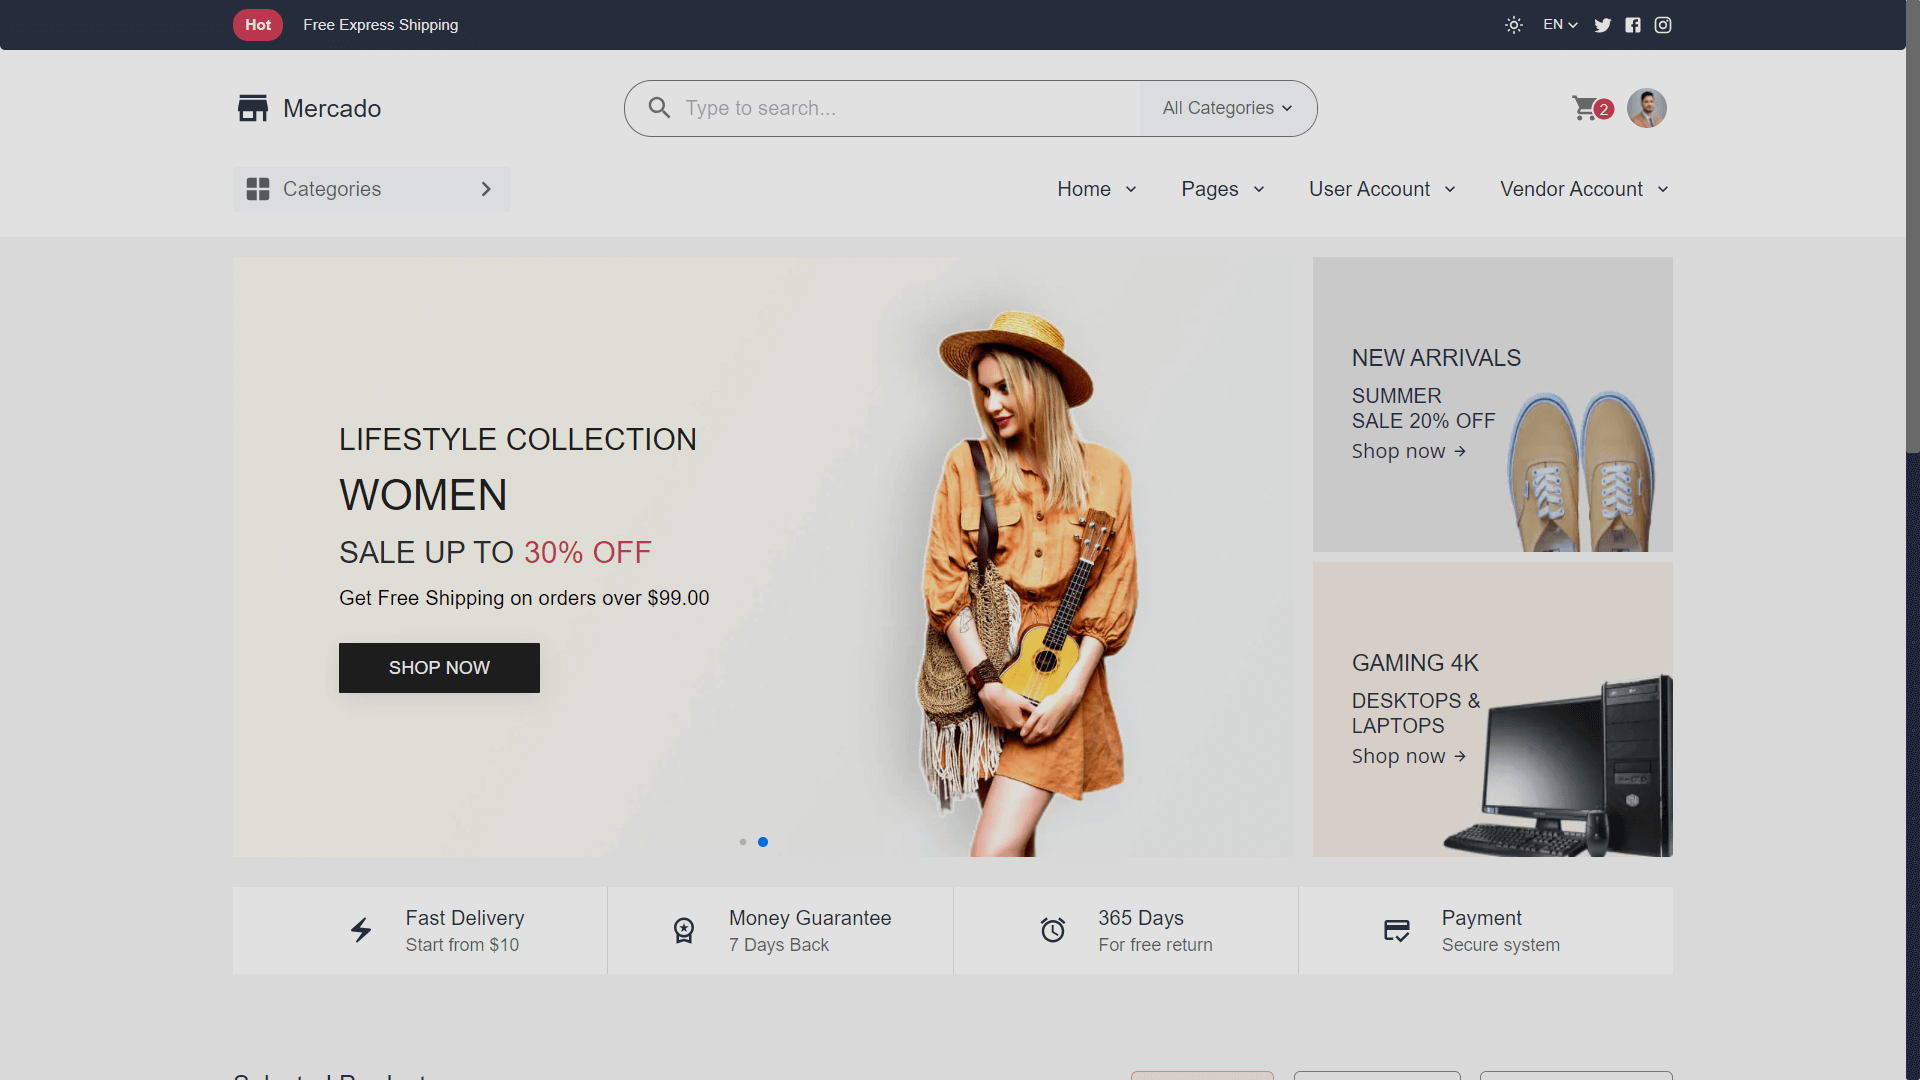 Hot
Free Express Shipping
EN
Mercado
Type to search...
All Categories
2
Categories
Home
Pages
User Account
Vendor Account
LIFESTYLE COLLECTION
WOMEN
SALE UP TO 30% OFF
Get Free Shipping on orders over $99.00
SHOP NOW
NEW ARRIVALS
SUMMER
SALE 20% OFF
Shop now
GAMING 4K
DESKTOPS &
LAPTOPS
Shop now
Fast Delivery
Start from $10
Money Guarantee
7 Days Back
365 Days
For free return
Payment
Secure system